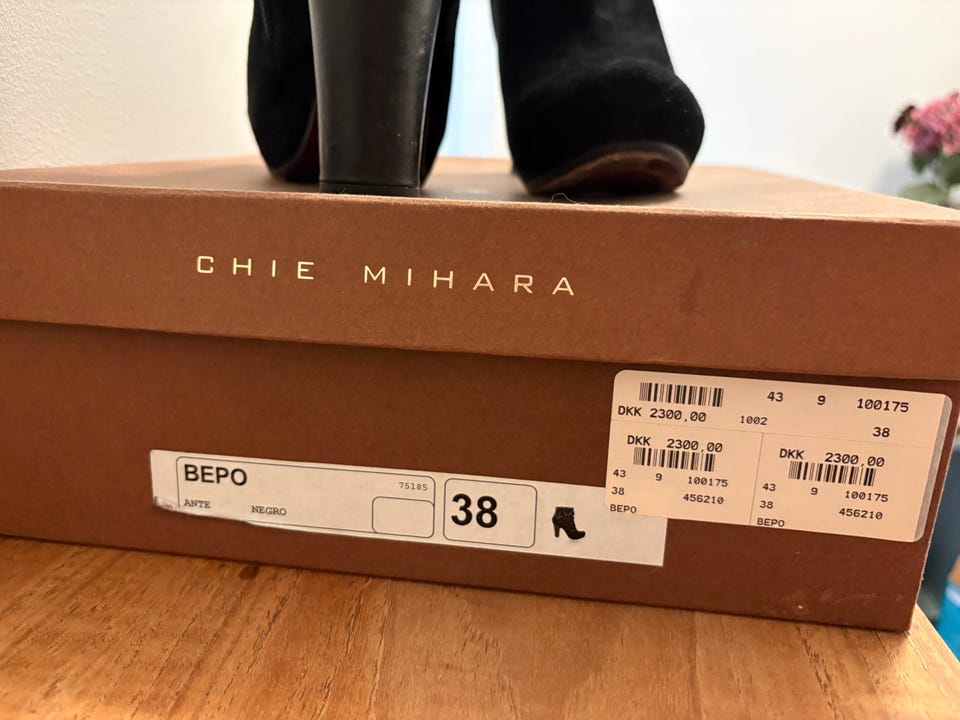 CHIE MIHARA
43 9 100175
DKK 2300,00 1002
38
DKK 2300,00
43 9 100175
38 456210
BEPO
DKK 2300,00
43 9 100175
38 456210
BEPO
BEPO
75185
ANTE NEGRO
38